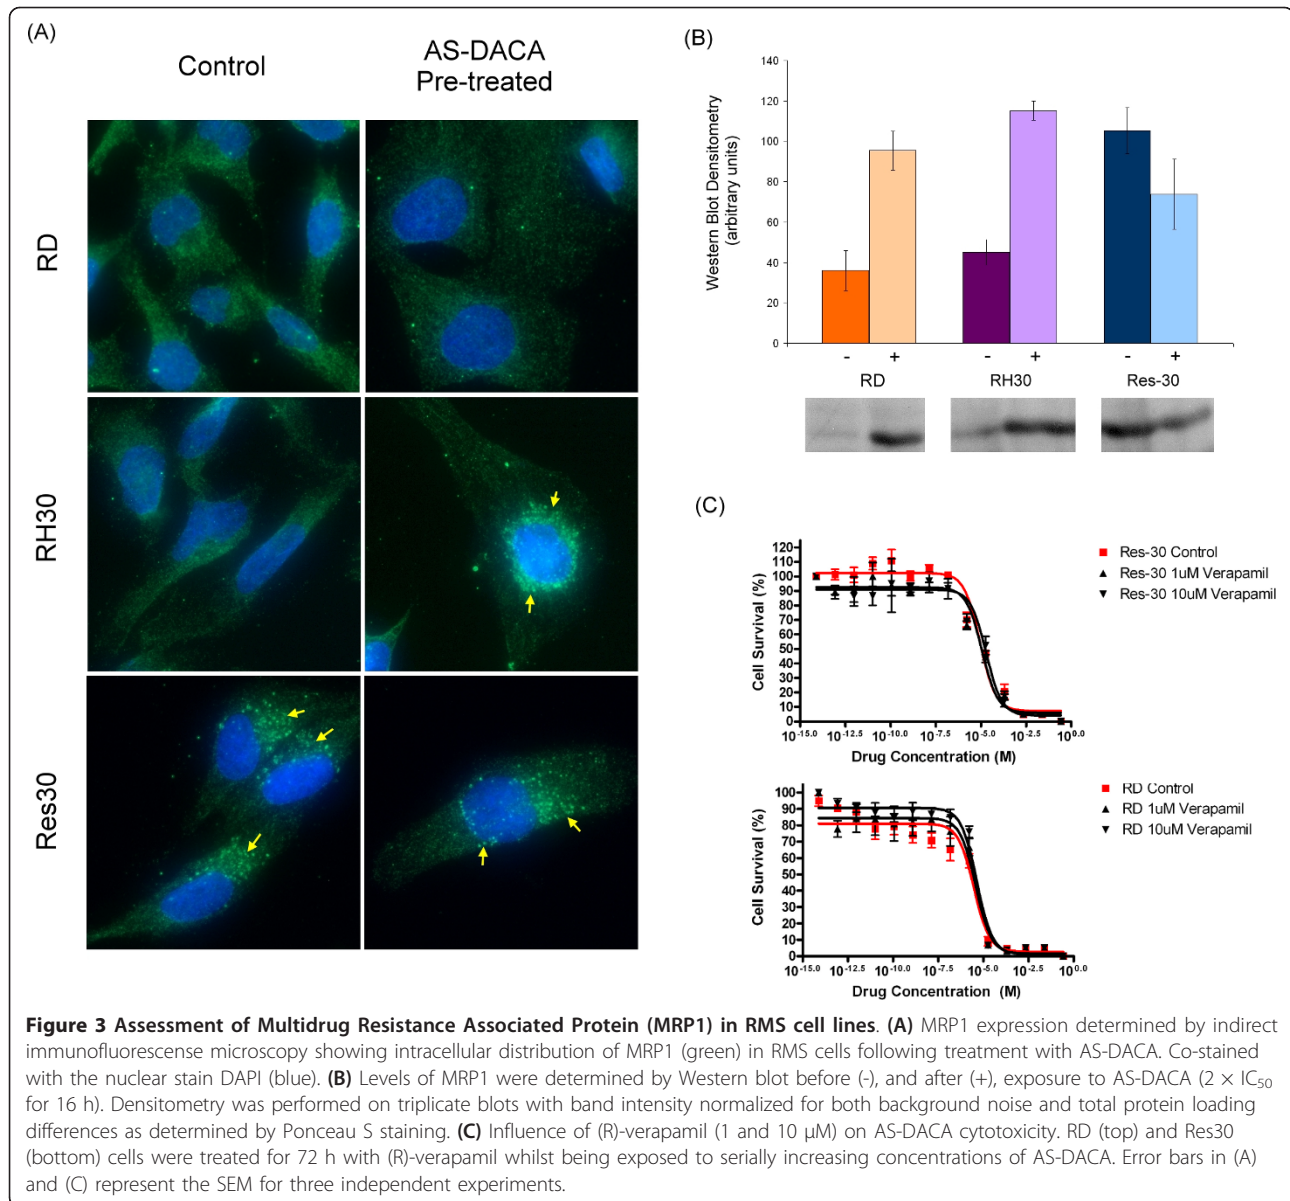 (A)
Control
AS-DACA
Pre-treated
RD
RH30
Res30
(B)
Western Blot Densitometry
(arbitrary units)
140
120
100
80
60
40
20
0
- + - + - +
RD RH30 Res-30
(C)
Cell Survival (%)
120
110
100
90
80
70
60
50
40
30
20
10
0
10-15.0 10-12.5 10-10.0 10-7.5 10-5.0 10-2.5 100.0
Drug Concentration (M)
Res-30 Control
Res-30 1uM Verapamil
Res-30 10uM Verapamil
Cell Survival (%)
100
90
80
70
60
50
40
30
20
10
0
10-15.0 10-12.5 10-10.0 10-7.5 10-5.0 10-2.5 100.0
Drug Concentration (M)
RD Control
RD 1uM Verapamil
RD 10uM Verapamil
Figure 3 Assessment of Multidrug Resistance Associated Protein (MRP1) in RMS cell lines. (A) MRP1 expression determined by indirect
immunofluorescense microscopy showing intracellular distribution of MRP1 (green) in RMS cells following treatment with AS-DACA. Co-stained
with the nuclear stain DAPI (blue). (B) Levels of MRP1 were determined by Western blot before (-), and after (+), exposure to AS-DACA (2 × IC50
for 16 h). Densitometry was performed on triplicate blots with band intensity normalized for both background noise and total protein loading
differences as determined by Ponceau S staining. (C) Influence of (R)-verapamil (1 and 10 μM) on AS-DACA cytotoxicity. RD (top) and Res30
(bottom) cells were treated for 72 h with (R)-verapamil whilst being exposed to serially increasing concentrations of AS-DACA. Error bars in (A)
and (C) represent the SEM for three independent experiments.